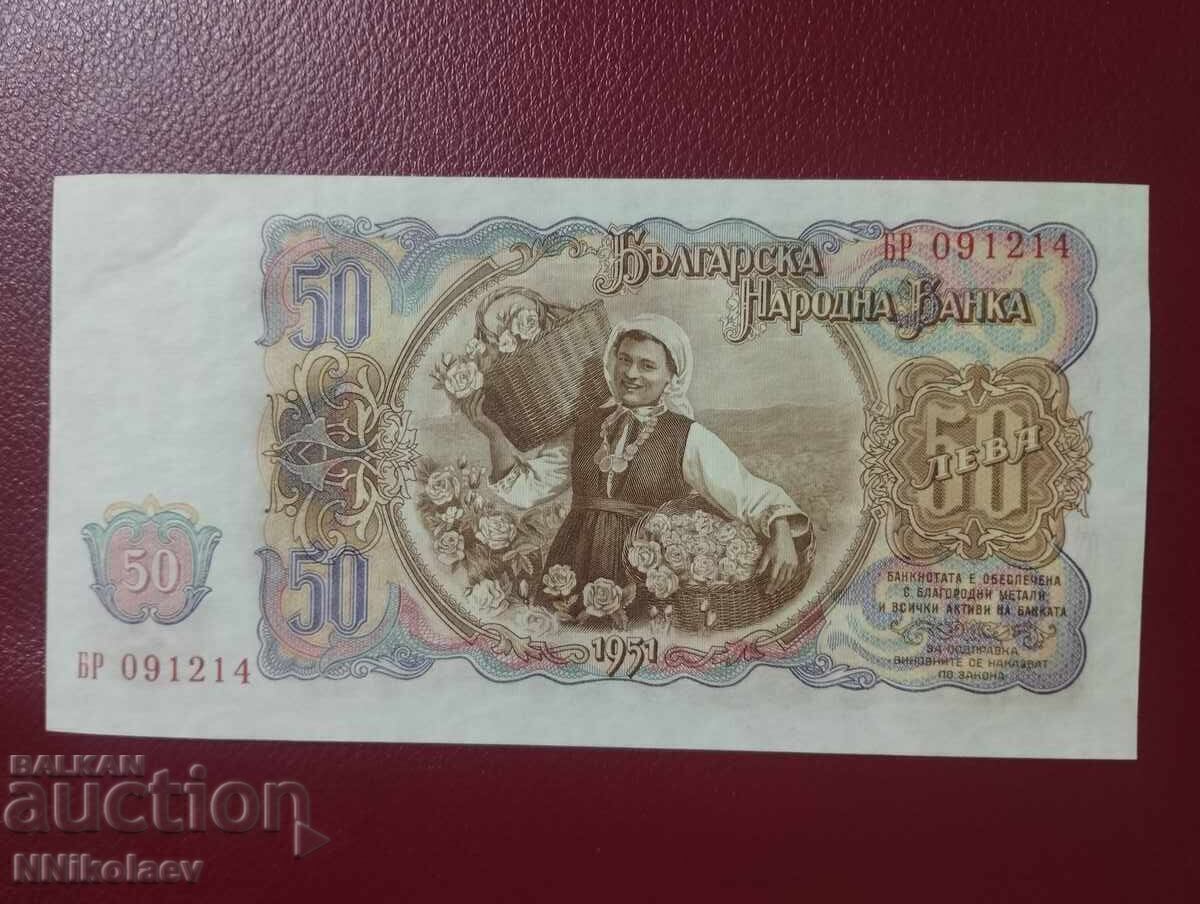 БР 091214
БЪЛГАРСКА
НАРОДНА БАНКА
50
50
ЛЕВА
50
50
БАНКНОТАТА Е ОБЕСПЕЧЕНА
С БЛАГОРОДНИ МЕТАЛИ
И ВСИЧКИ АКТИВИ НА БАНКАТА
ЗА ПОДПРАВКА
ВИНОВНИТЕ СЕ НАКАЗВАТ
ПО ЗАКОНА
1951
БР 091214
BALKAN
auction
NNikolaev